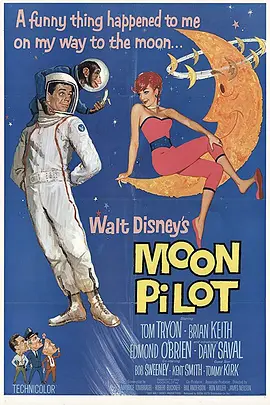 A funny thing happened to me
on my way to the moon...
Walt Disney's
MOON
PILOT
starring
TOM TRYON · BRIAN KEITH
EDMOND O'BRIEN · DANY SAVAL
BOB SWEENEY · KENT SMITH · TOMMY KIRK
TECHNICOLOR